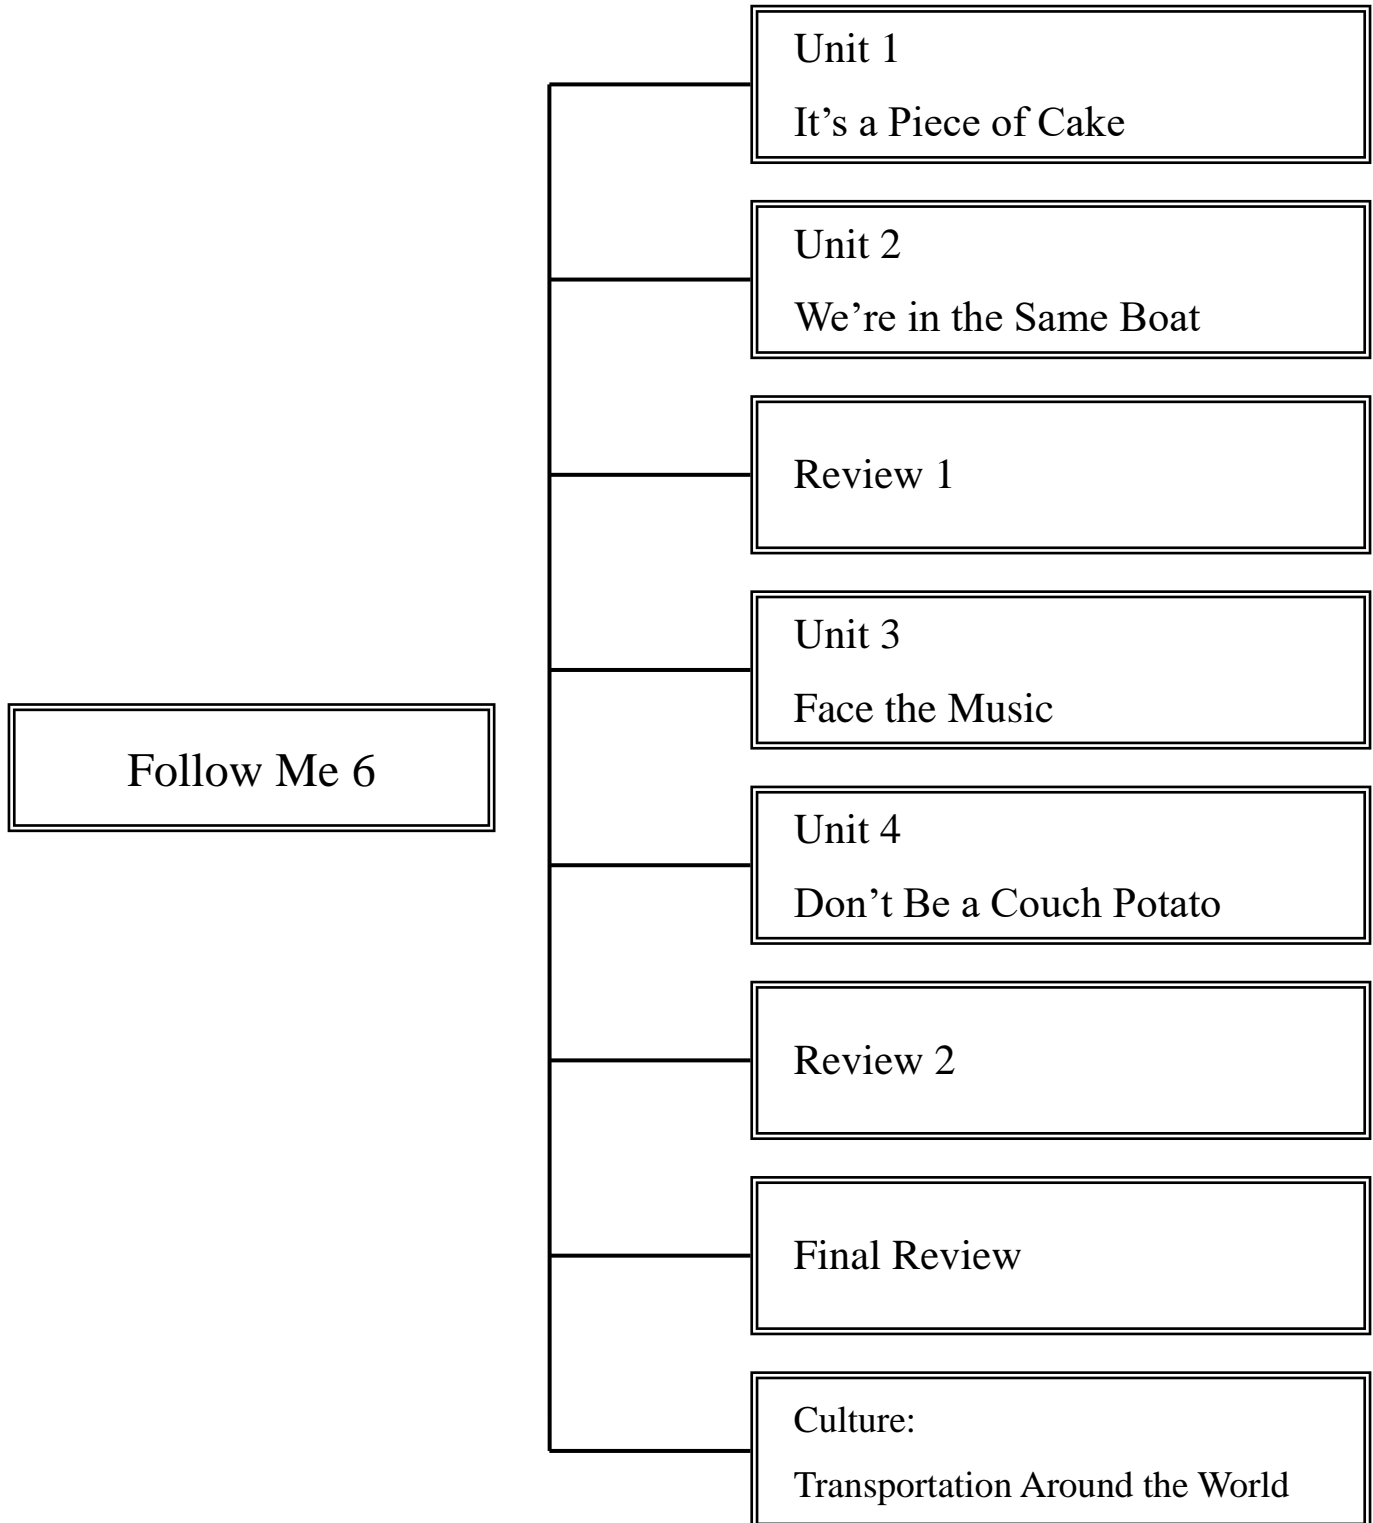 Follow Me 6
Unit 1
It’s a Piece of Cake
Unit 2
We’re in the Same Boat
Review 1
Unit 3
Face the Music
Unit 4
Don’t Be a Couch Potato
Review 2
Final Review
Culture:
Transportation Around the World